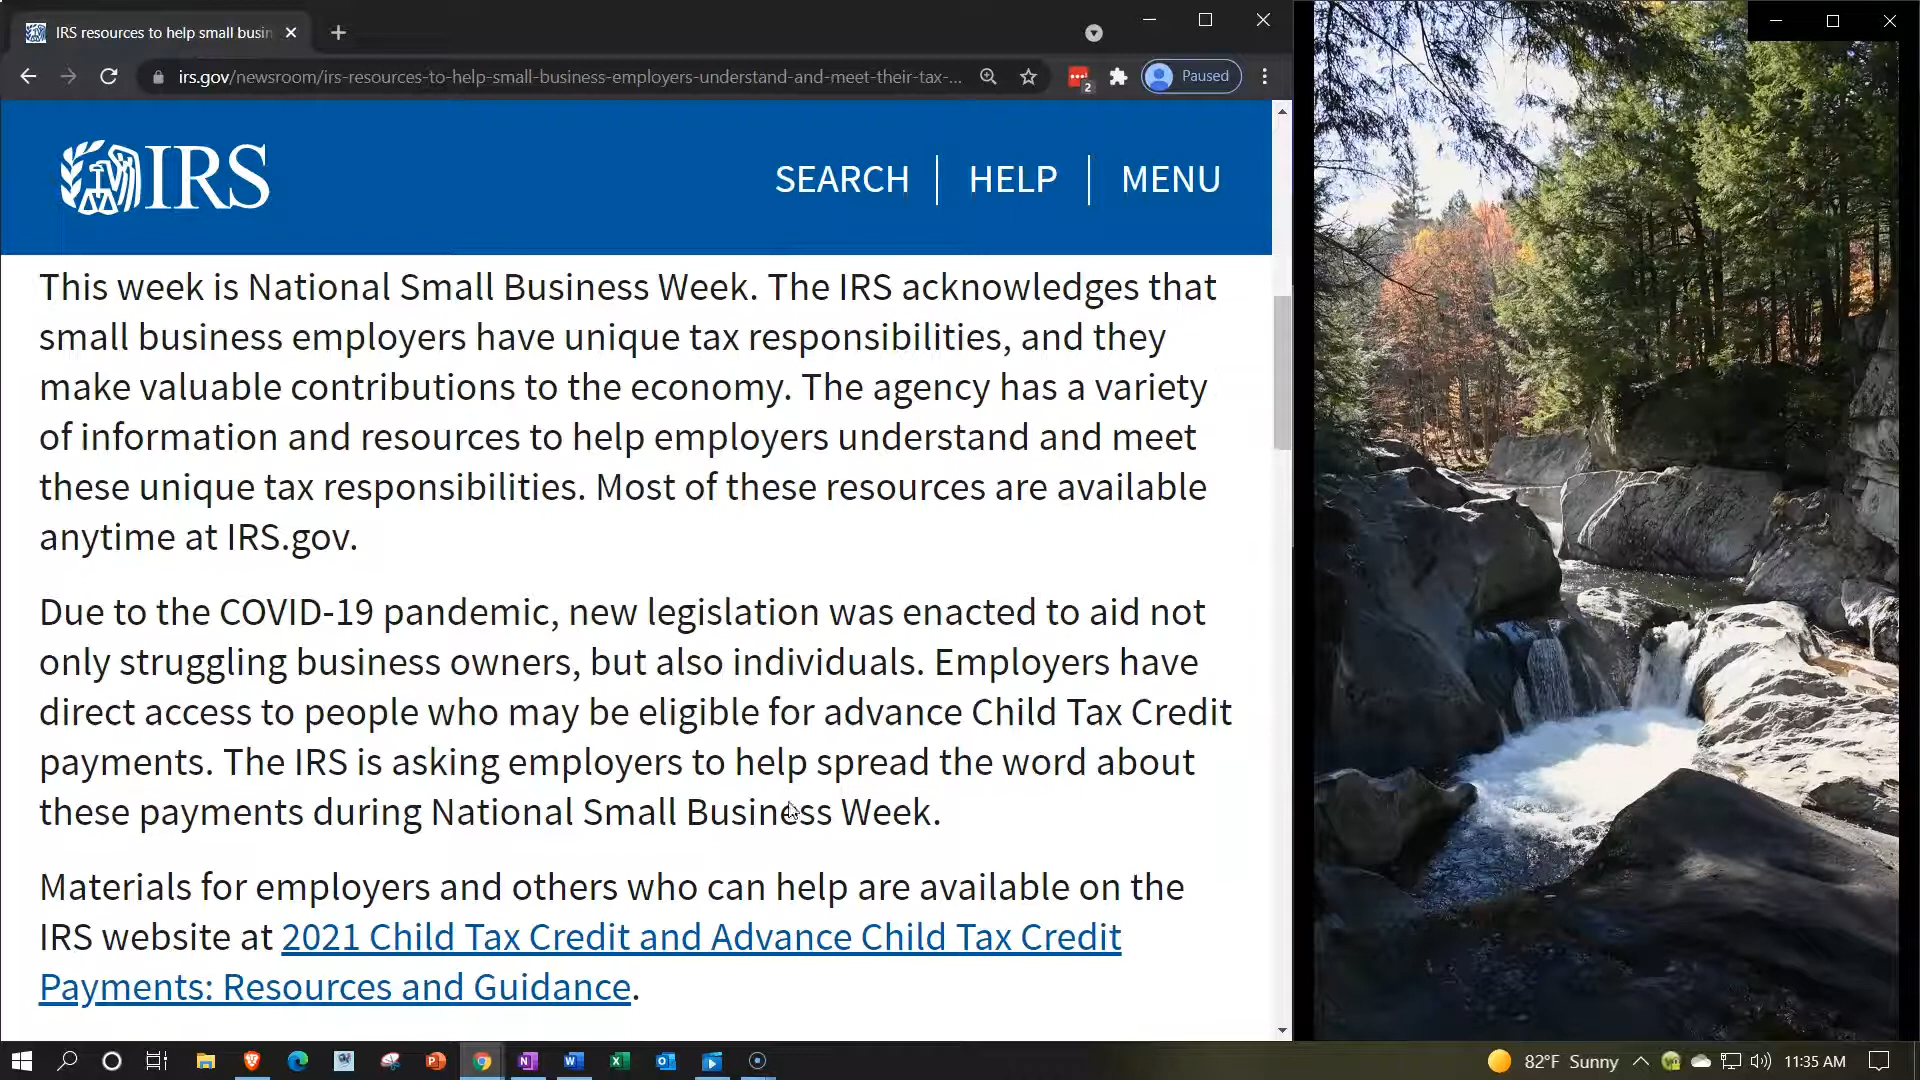 IRS resources to help small busin
irs.gov/newsroom/irs-resources-to-help-small-business-employers-understand-and-meet-their-tax-...
2
Paused
IRS
SEARCH | HELP | MENU
This week is National Small Business Week. The IRS acknowledges that
small business employers have unique tax responsibilities, and they
make valuable contributions to the economy. The agency has a variety
of information and resources to help employers understand and meet
these unique tax responsibilities. Most of these resources are available
anytime at IRS.gov.
Due to the COVID-19 pandemic, new legislation was enacted to aid not
only struggling business owners, but also individuals. Employers have
direct access to people who may be eligible for advance Child Tax Credit
payments. The IRS is asking employers to help spread the word about
these payments during National Small Business Week.
Materials for employers and others who can help are available on the
IRS website at 2021 Child Tax Credit and Advance Child Tax Credit
Payments: Resources and Guidance.
82°F Sunny
11:35 AM